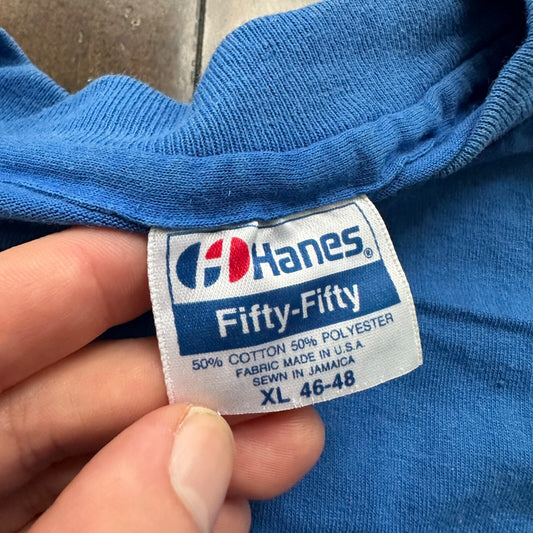 Hanes®
Fifty-Fifty
50% COTTON 50% POLYESTER
FABRIC MADE IN U.S.A.
SEWN IN JAMAICA
XL 46-48